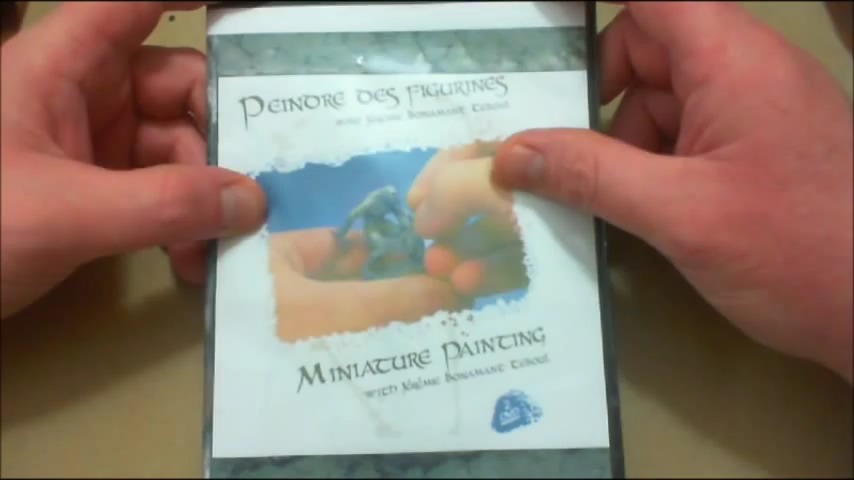 Peindre des figurines
avec Jérôme Bonamant Teboul
Miniature Painting
with Jérôme Bonamant Teboul